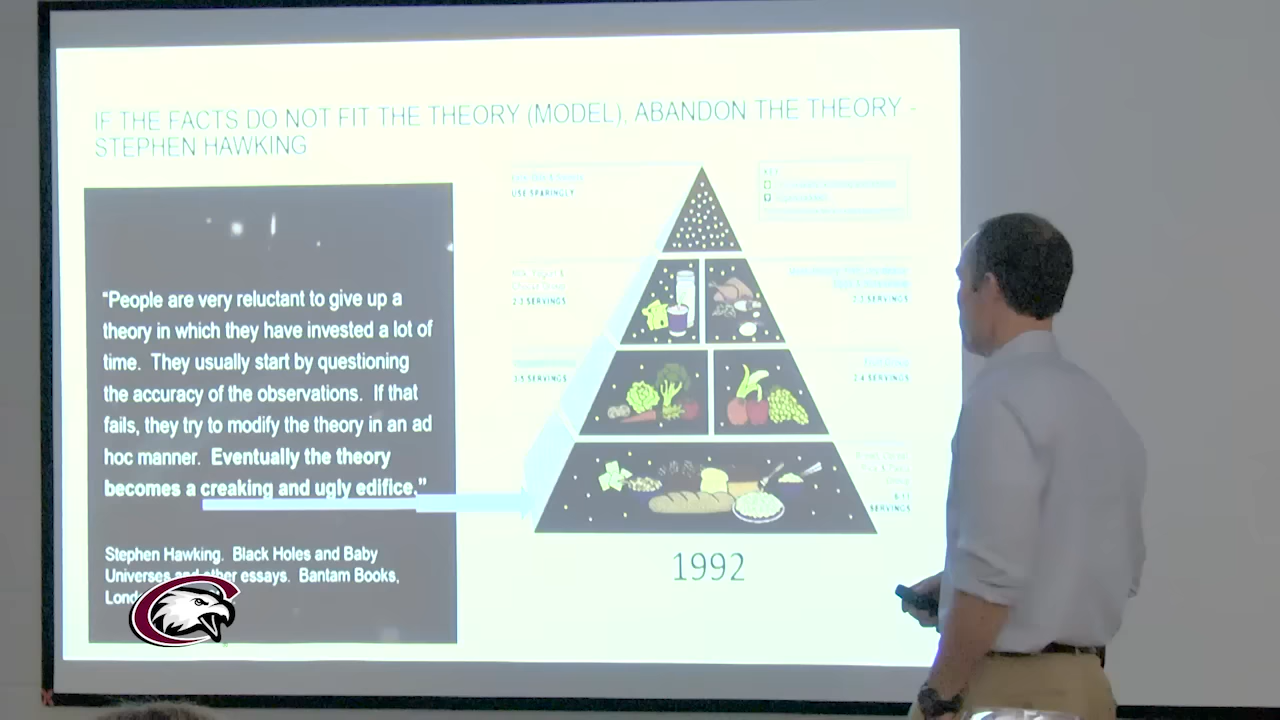 IF THE FACTS DO NOT FIT THE THEORY (MODEL), ABANDON THE THEORY -
STEPHEN HAWKING
“People are very reluctant to give up a
theory in which they have invested a lot of
time. They usually start by questioning
the accuracy of the observations. If that
fails, they try to modify the theory in an ad
hoc manner. Eventually the theory
becomes a creaking and ugly edifice.”
Stephen Hawking. Black Holes and Baby
Universes and other essays. Bantam Books,
USE SPARINGLY
KEY
Milk, Yogurt &
2-3 SERVINGS
2-3 SERVINGS
3-5 SERVINGS
2-4 SERVINGS
6-11
SERVINGS
1992